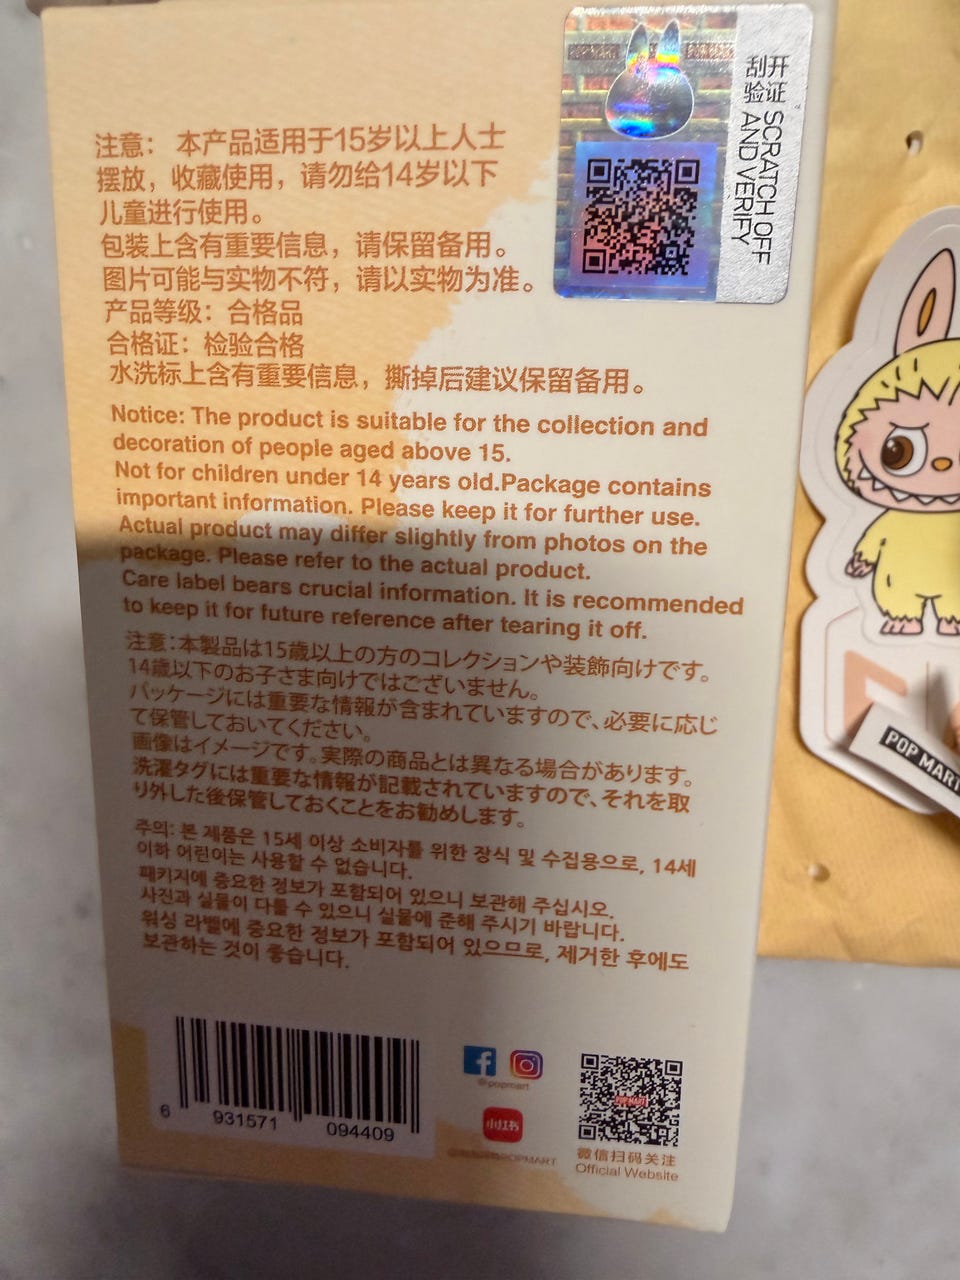 刮开 SCRATCH OFF
验证 AND VERIFY
注意： 本产品适用于15岁以上人士
摆放，收藏使用，请勿给14岁以下
儿童进行使用。
包装上含有重要信息，请保留备用。
图片可能与实物不符，请以实物为准。
产品等级：合格品
合格证：检验合格
水洗标上含有重要信息，撕掉后建议保留备用。
Notice: The product is suitable for the collection and
decoration of people aged above 15.
Not for children under 14 years old.Package contains
important information. Please keep it for further use.
Actual product may differ slightly from photos on the
package. Please refer to the actual product.
Care label bears crucial information. It is recommended
to keep it for future reference after tearing it off.
注意：本製品は15歳以上の方のコレクションや装飾向けです。
14歳以下のお子さま向けではございません。
パッケージには重要な情報が含まれていますので、必要に応じ
て保管しておいてください。
画像はイメージです。実際の商品とは異なる場合があります。
洗濯タグには重要な情報が記載されていますので、それを取
り外した後保管しておくことをお勧めします。
주의: 본 제품은 15세 이상 소비자를 위한 장식 및 수집용으로, 14세
이하 어린이는 사용할 수 없습니다.
패키지에 중요한 정보가 포함되어 있으니 보관해 주십시오.
사진과 실물이 다를 수 있으니 실물에 준해 주시기 바랍니다.
워싱 라벨에 중요한 정보가 포함되어 있으므로, 제거한 후에도
보관하는 것이 좋습니다.
6 931571 094409
@popmart
小红书
POPMART
POP MART
微信扫码关注
Official Website
POP MART